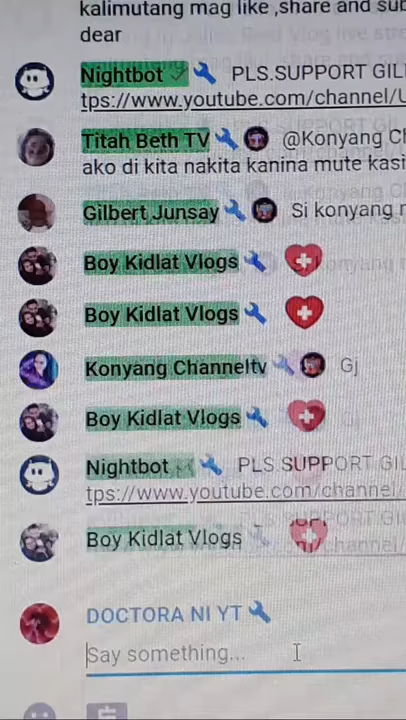 kalimutang mag like ,share and sub
dear
Nightbot PLS.SUPPORT GIL
tps://www.youtube.com/channel/U
Titah Beth TV @Konyang C
ako di kita nakita kanina mute kasi
Gilbert Junsay Si konyang
Boy Kidlat Vlogs
Boy Kidlat Vlogs
Konyang Channeltv Gj
Boy Kidlat Vlogs
Nightbot PLS SUPPORT GIL
tps://www.youtube.com/channel/
Boy Kidlat Vlogs
DOCTORA NI YT
Say something...